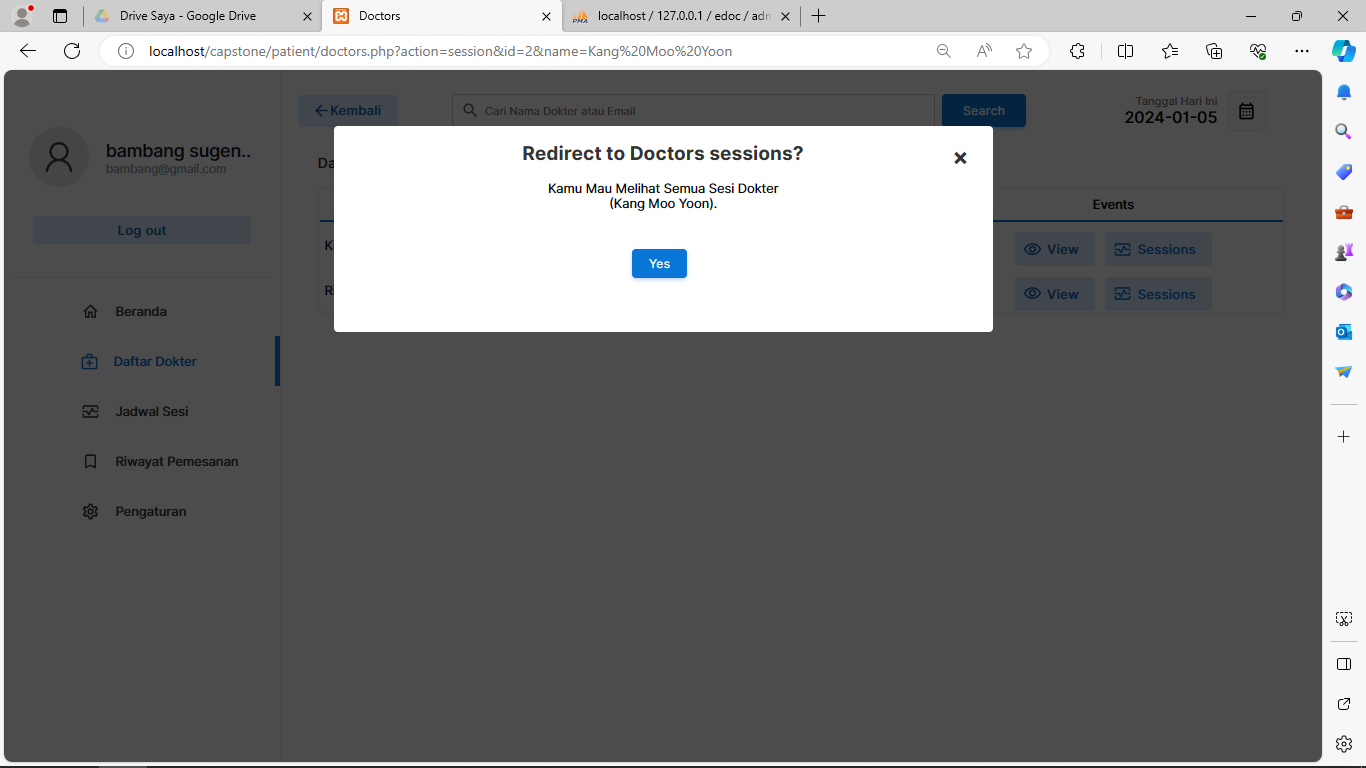 Drive Saya - Google Drive
Doctors
PMA
localhost / 127.0.0.1 / edoc /
localhost/capstone/patient/doctors.php?action=session&id=2&name=Kang%20Moo%20Yoon
bambang sugen..
bambang@gmail.com
Log out
Beranda
Daftar Dokter
Jadwal Sesi
Riwayat Pemesanan
Pengaturan
Kembali
Cari Nama Dokter atau Email
Search
Tanggal Hari Ini
2024-01-05
Redirect to Doctors sessions?
Kamu Mau Melihat Semua Sesi Dokter
(Kang Moo Yoon).
Yes
Events
View Sessions
View Sessions